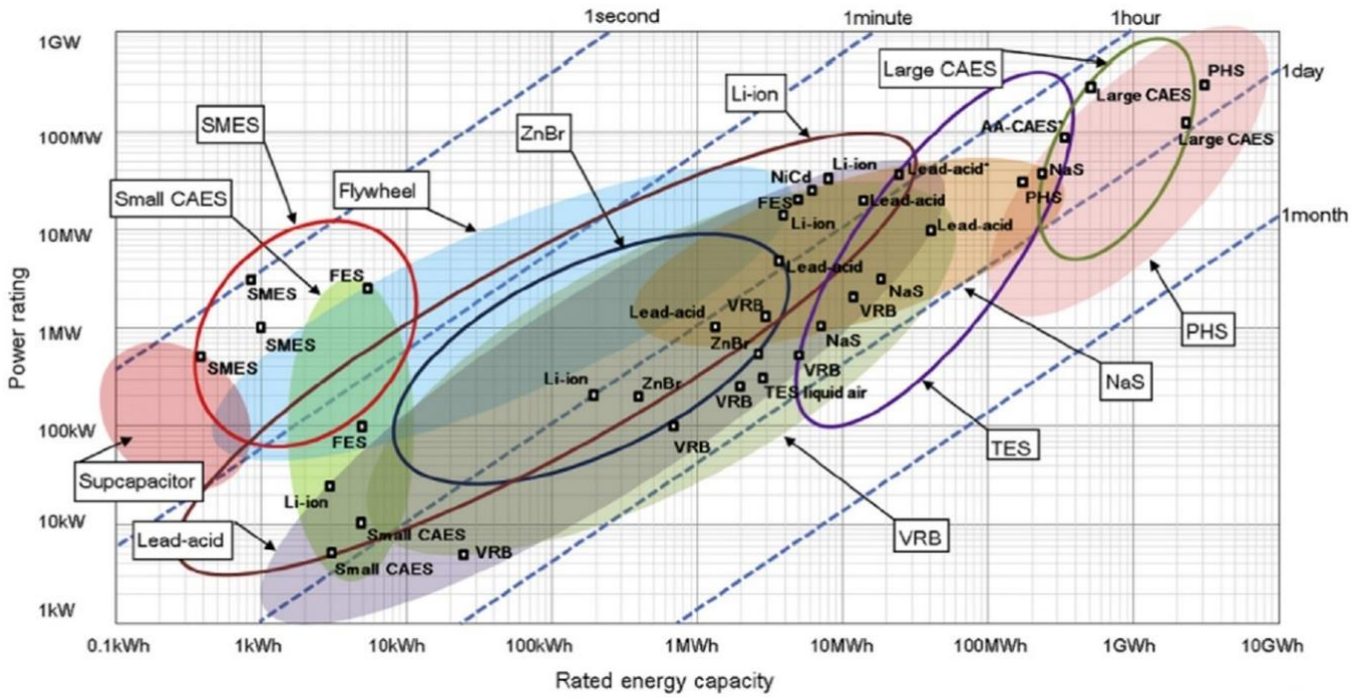 1second
1minute
1hour
1GW
Large CAES
PHS
1day
Li-ion
Large CAES
SMES
ZnBr
100MW
AA-CAES*
Large CAES
Small CAES
Flywheel
NiCd
Li-ion
Lead-acid*
NaS
FES
Lead-acid
PHS
Li-ion
Lead-acid
1month
10MW
FES
Lead-acid
SMES
NaS
Lead-acid
VRB
VRB
1MW
SMES
ZnBr
NaS
PHS
SMES
VRB
Li-ion
ZnBr
TES liquid air
NaS
VRB
100kW
FES
VRB
TES
Supcapacitor
Li-ion
10kW
Small CAES
Lead-acid
VRB
VRB
Small CAES
1kW
Power rating
0.1kWh
1kWh
10kWh
100kWh
1MWh
10MWh
100MWh
1GWh
10GWh
Rated energy capacity